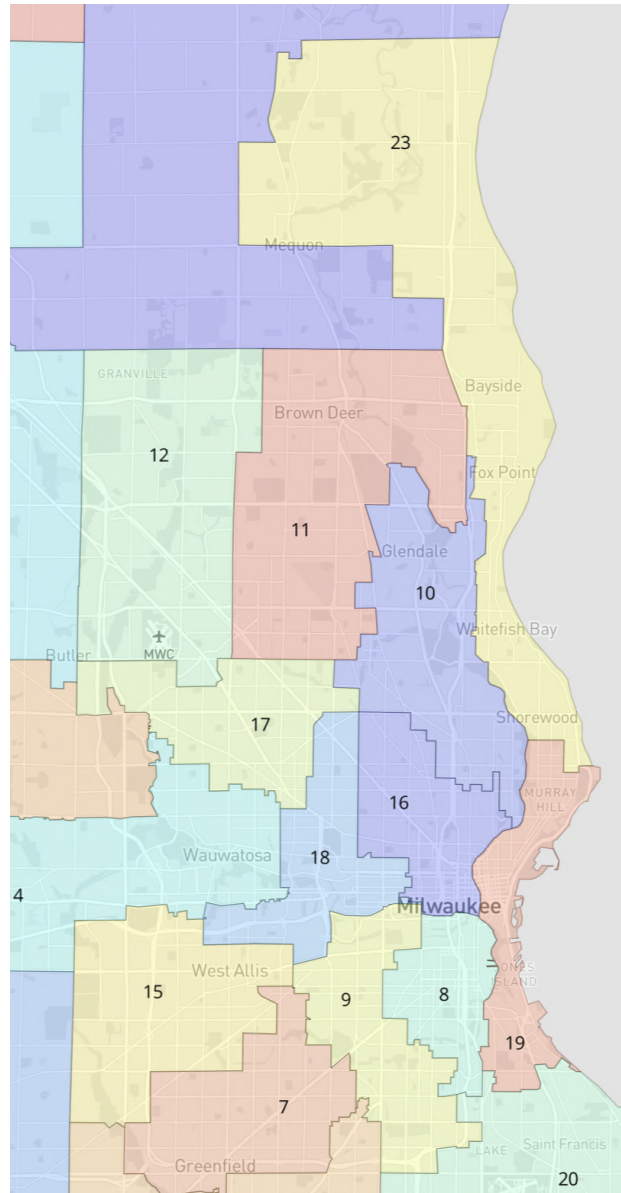 23
Mequon
GRANVILLE
Bayside
Brown Deer
12
Fox Point
11
Glendale
10
Whitefish Bay
Butler
MWC
Shorewood
17
MURRAY
HILL
16
Wauwatosa
18
4
Milwaukee
West Allis
JONES
ISLAND
15
8
9
19
7
LAKE
Saint Francis
Greenfield
20